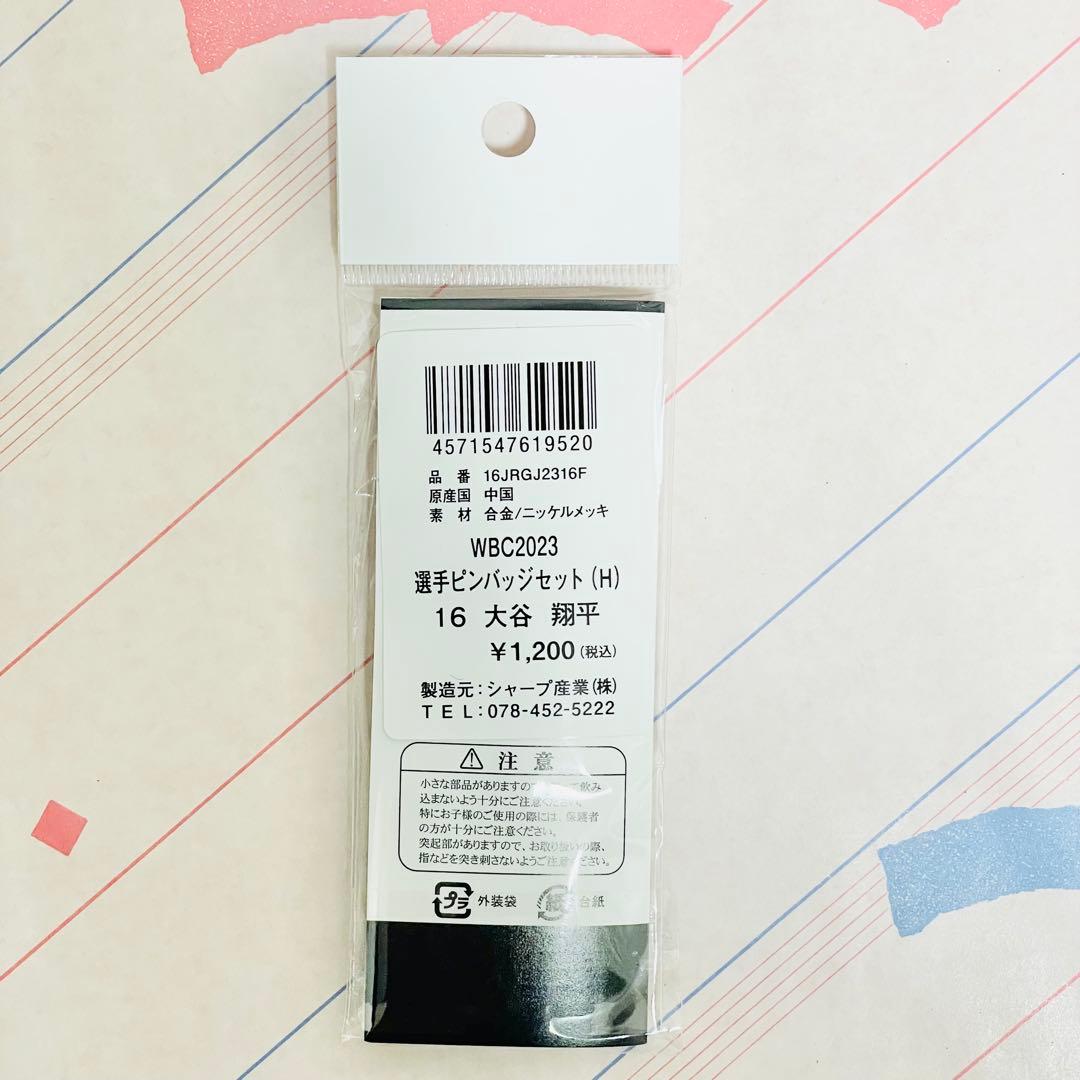 4571547619520
品 番 16JRGJ2316F
原産国 中国
素 材 合金/ニッケルメッキ
WBC2023
選手ピンバッジセット(H)
16 大谷 翔平
¥1,200(税込)
製造元:シャープ産業(株)
TEL:078-452-5222
注 意
小さな部品がありますので 飲み
込まないよう十分にご注意ください。
特にお子様のご使用の際には、保護者
の方が十分にご注意ください。
突起部がありますので、お取り扱いの際、
指などを突き刺さないようご注意ください。
プラ 外装袋 紙 台紙